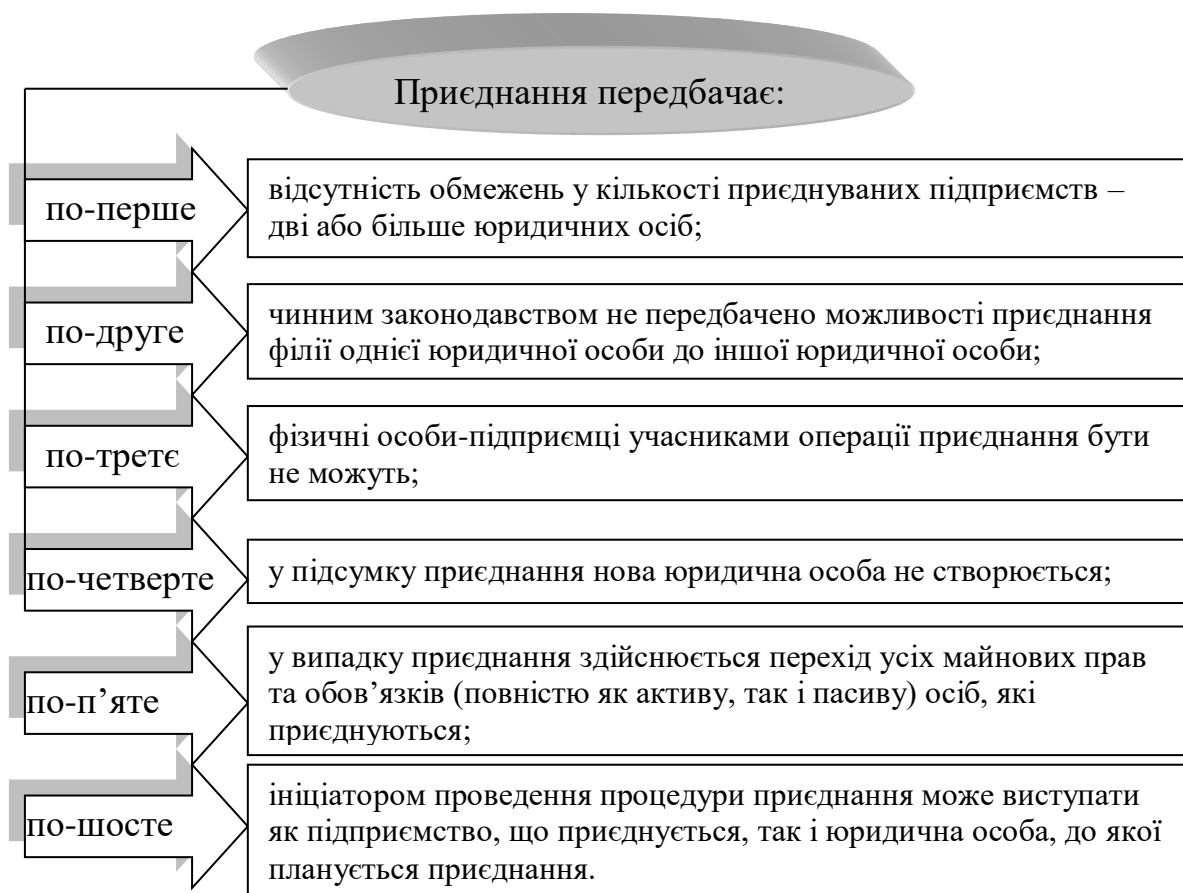 Приєднання передбачає:
по-перше
відсутність обмежень у кількості приєднуваних підприємств –
дві або більше юридичних осіб;
по-друге
чинним законодавством не передбачено можливості приєднання
філії однієї юридичної особи до іншої юридичної особи;
по-третє
фізичні особи-підприємці учасниками операції приєднання бути
не можуть;
по-четверте
у підсумку приєднання нова юридична особа не створюється;
по-п’яте
у випадку приєднання здійснюється перехід усіх майнових прав
та обов’язків (повністю як активу, так і пасиву) осіб, які
приєднуються;
по-шосте
ініціатором проведення процедури приєднання може виступати
як підприємство, що приєднується, так і юридична особа, до якої
планується приєднання.